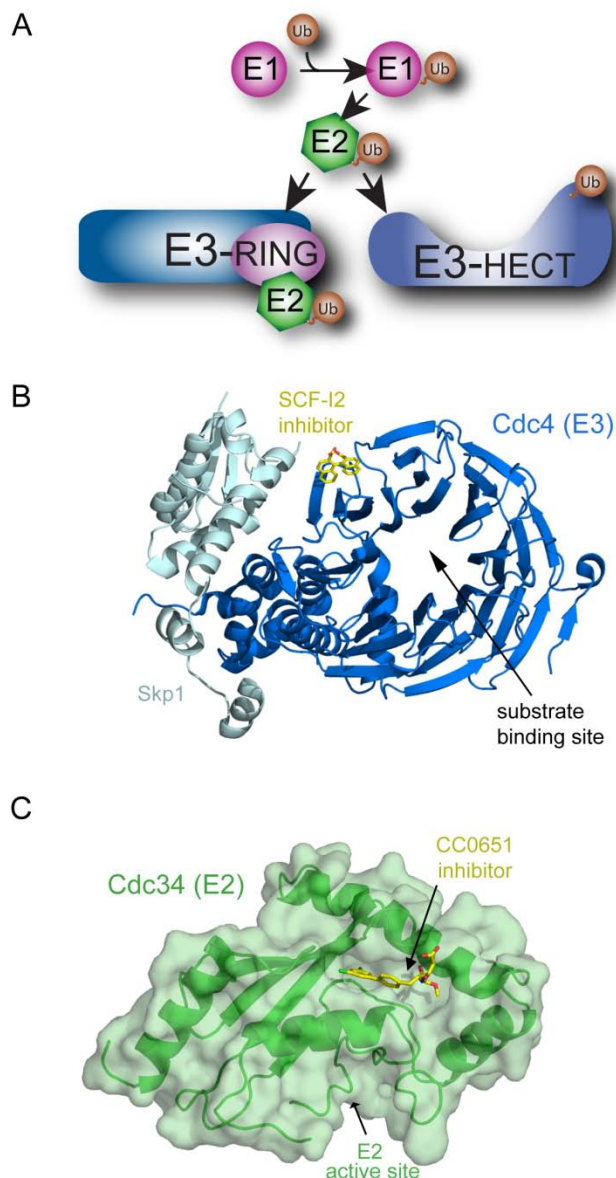 A
Ub
E1
E1
Ub
E2
Ub
Ub
E3-RING
E3-HECT
E2
Ub
B
SCF-I2
inhibitor
Cdc4 (E3)
Skp1
substrate
binding site
C
CC0651
inhibitor
Cdc34 (E2)
E2
active site